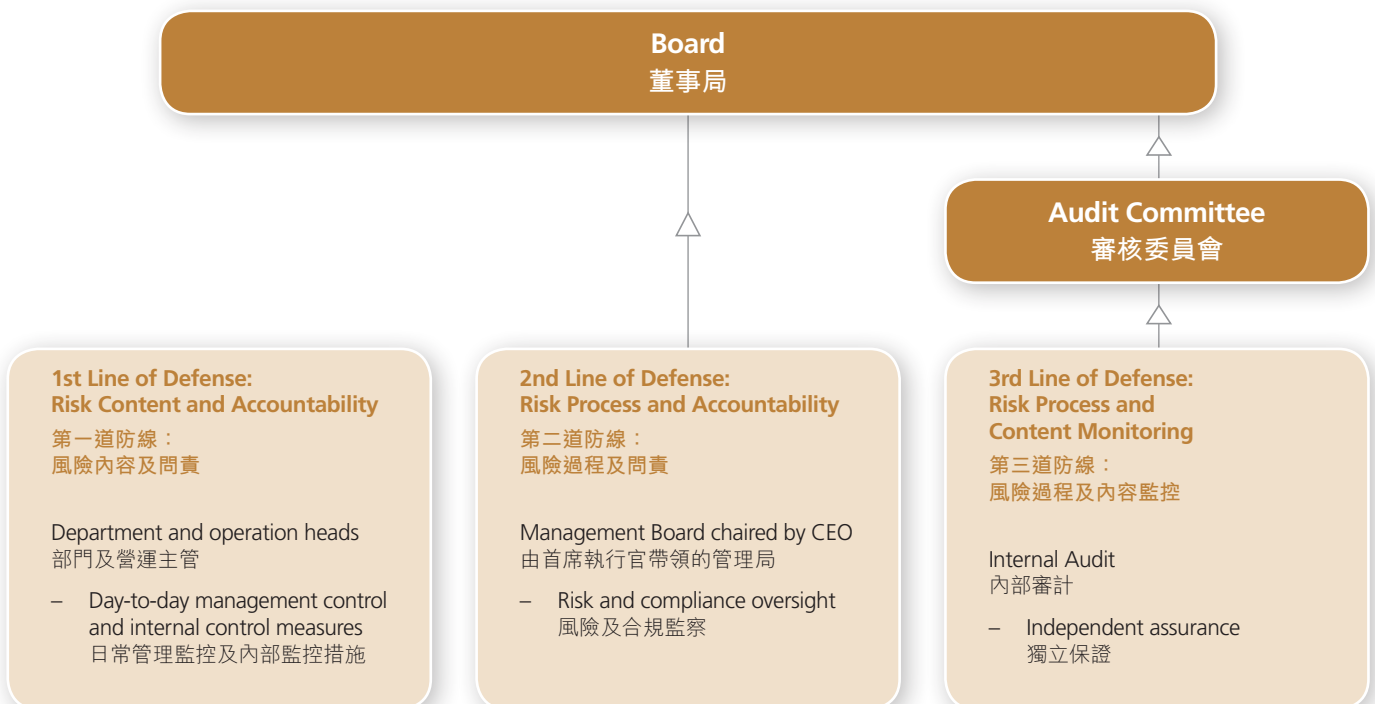 Board
董事局
Audit Committee
審核委員會
1st Line of Defense:
Risk Content and Accountability
第一道防線：
風險內容及問責
Department and operation heads
部門及營運主管
– Day-to-day management control
and internal control measures
日常管理監控及內部監控措施
2nd Line of Defense:
Risk Process and Accountability
第二道防線：
風險過程及問責
Management Board chaired by CEO
由首席執行官帶領的管理局
– Risk and compliance oversight
風險及合規監察
3rd Line of Defense:
Risk Process and
Content Monitoring
第三道防線：
風險過程及內容監控
Internal Audit
內部審計
– Independent assurance
獨立保證